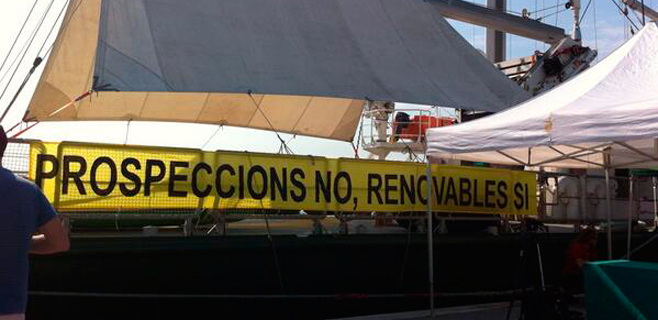 PROSPECCIONS NO, RENOVABLES SI